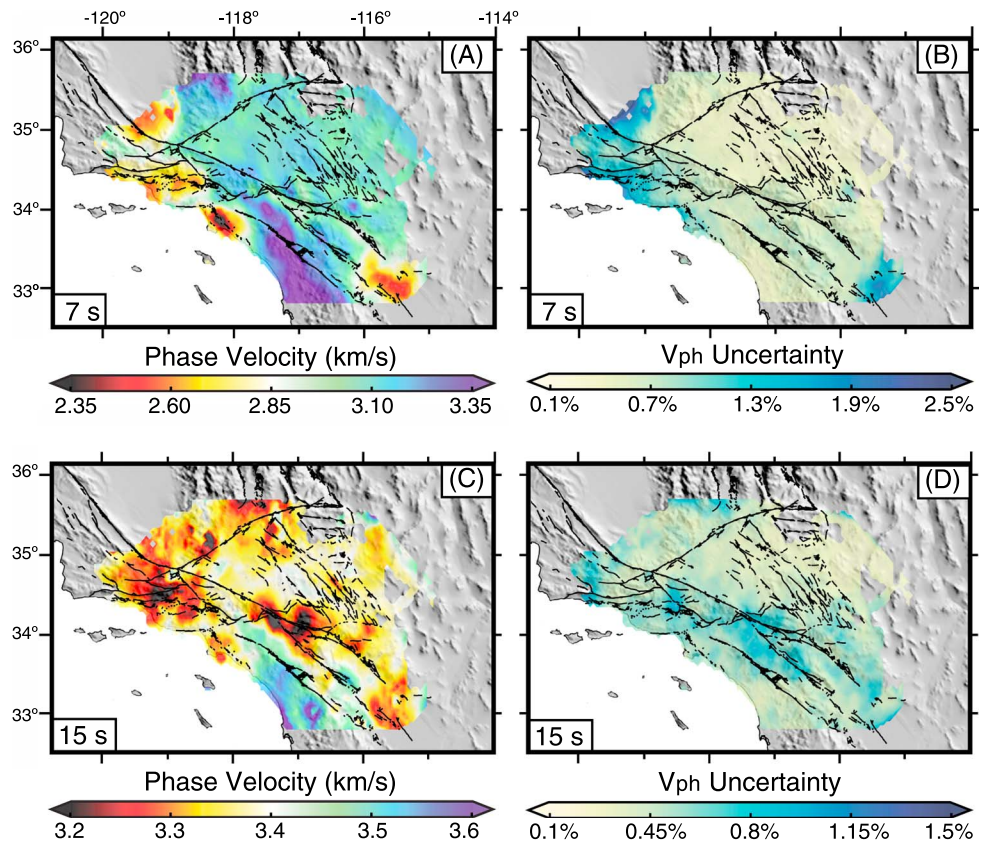 -120° -118° -116° -114°
36° (A) (B)
35°
34°
33°
7 s 7 s
Phase Velocity (km/s) Vph Uncertainty
2.35 2.60 2.85 3.10 3.35 0.1% 0.7% 1.3% 1.9% 2.5%
36° (C) (D)
35°
34°
33°
15 s 15 s
Phase Velocity (km/s) Vph Uncertainty
3.2 3.3 3.4 3.5 3.6 0.1% 0.45% 0.8% 1.15% 1.5%